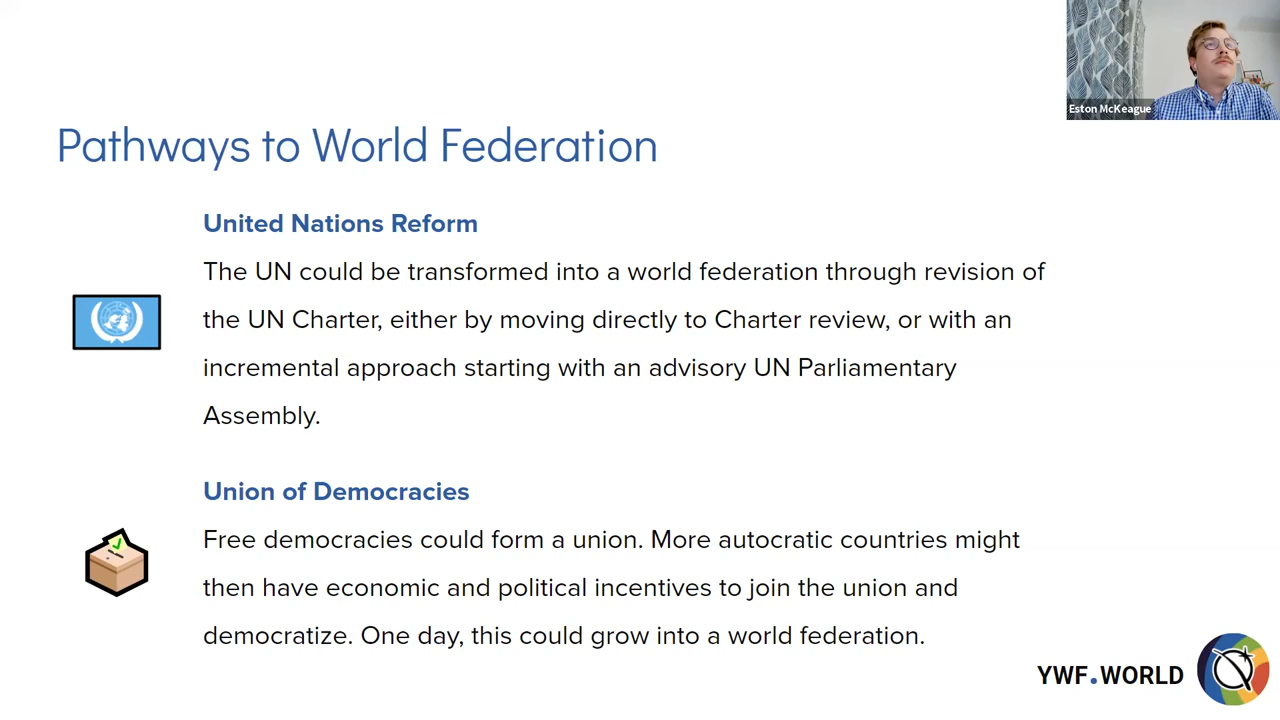 Eston McKeague
Pathways to World Federation
United Nations Reform
The UN could be transformed into a world federation through revision of
the UN Charter, either by moving directly to Charter review, or with an
incremental approach starting with an advisory UN Parliamentary
Assembly.
Union of Democracies
Free democracies could form a union. More autocratic countries might
then have economic and political incentives to join the union and
democratize. One day, this could grow into a world federation.
YWF.WORLD